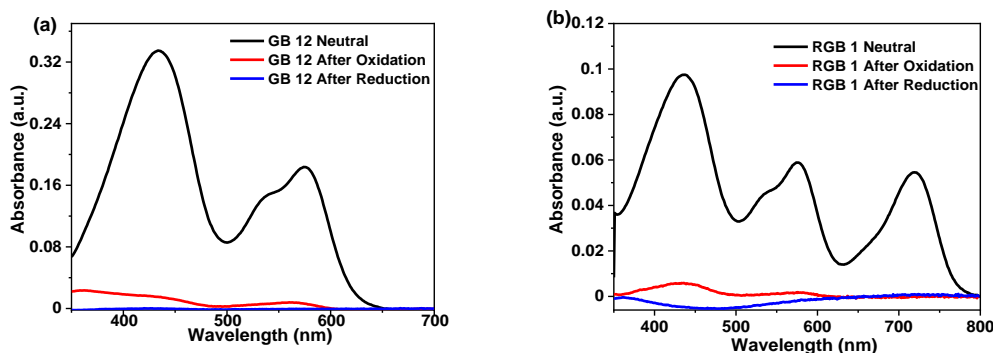 (a)
GB 12 Neutral
GB 12 After Oxidation
GB 12 After Reduction
Absorbance (a.u.)
0.32
0.24
0.16
0.08
0
400
500
600
700
Wavelength (nm)
(b)
RGB 1 Neutral
RGB 1 After Oxidation
RGB 1 After Reduction
Absorbance (a.u.)
0.12
0.1
0.08
0.06
0.04
0.02
0
400
500
600
700
800
Wavelength (nm)